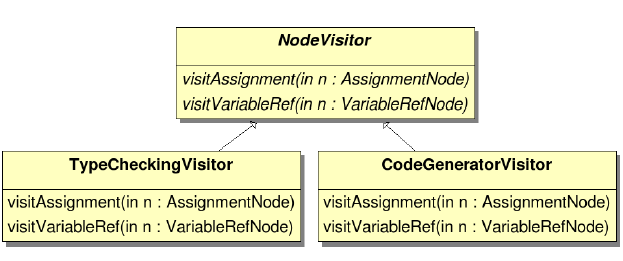 NodeVisitor
visitAssignment(in n : AssignmentNode)
visitVariableRef(in n : VariableRefNode)
TypeCheckingVisitor
visitAssignment(in n : AssignmentNode)
visitVariableRef(in n : VariableRefNode)
CodeGeneratorVisitor
visitAssignment(in n : AssignmentNode)
visitVariableRef(in n : VariableRefNode)